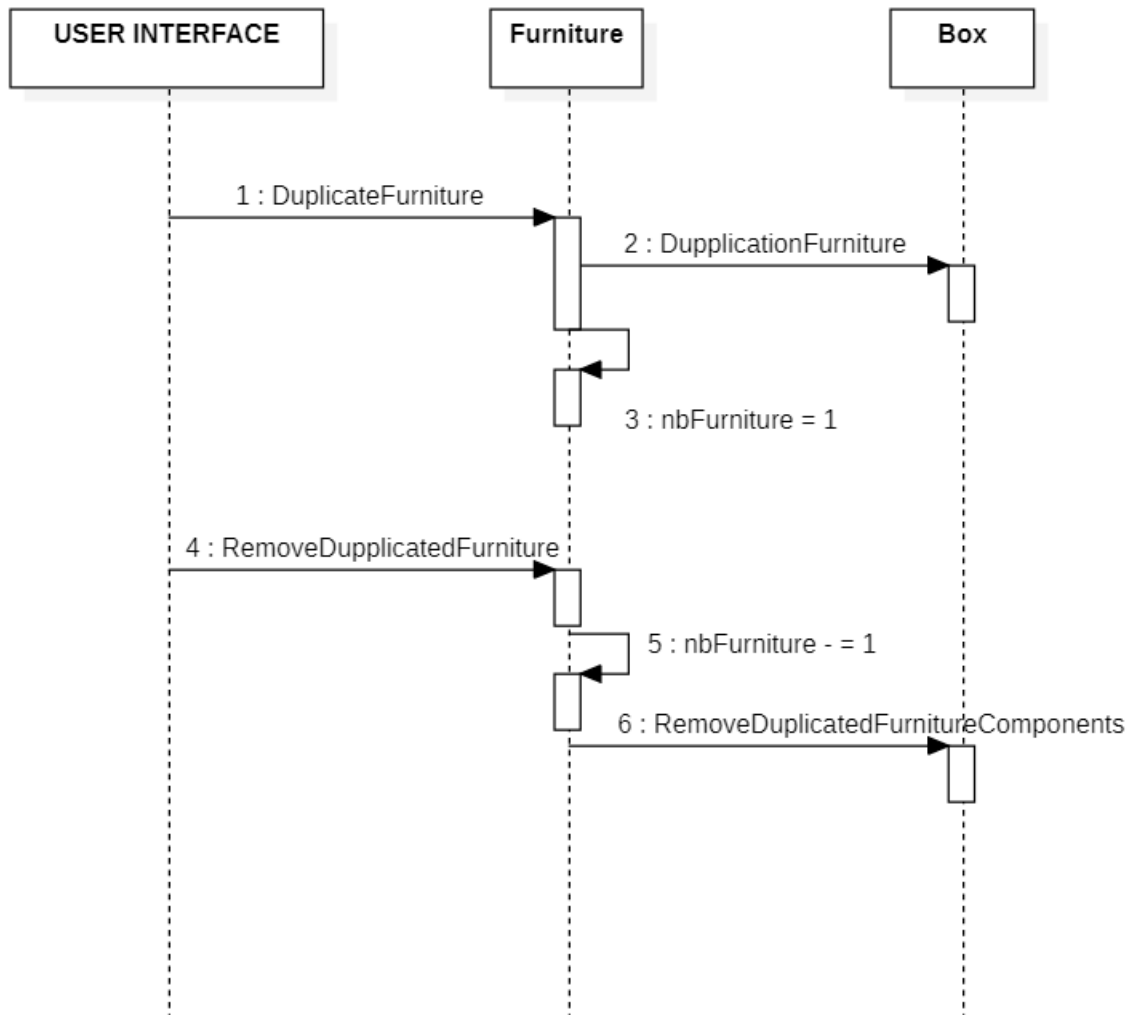 USER INTERFACE
Furniture
Box
1 : DuplicateFurniture
2 : DupplicationFurniture
3 : nbFurniture = 1
4 : RemoveDupplicatedFurniture
5 : nbFurniture - = 1
6 : RemoveDuplicatedFurnitureComponents